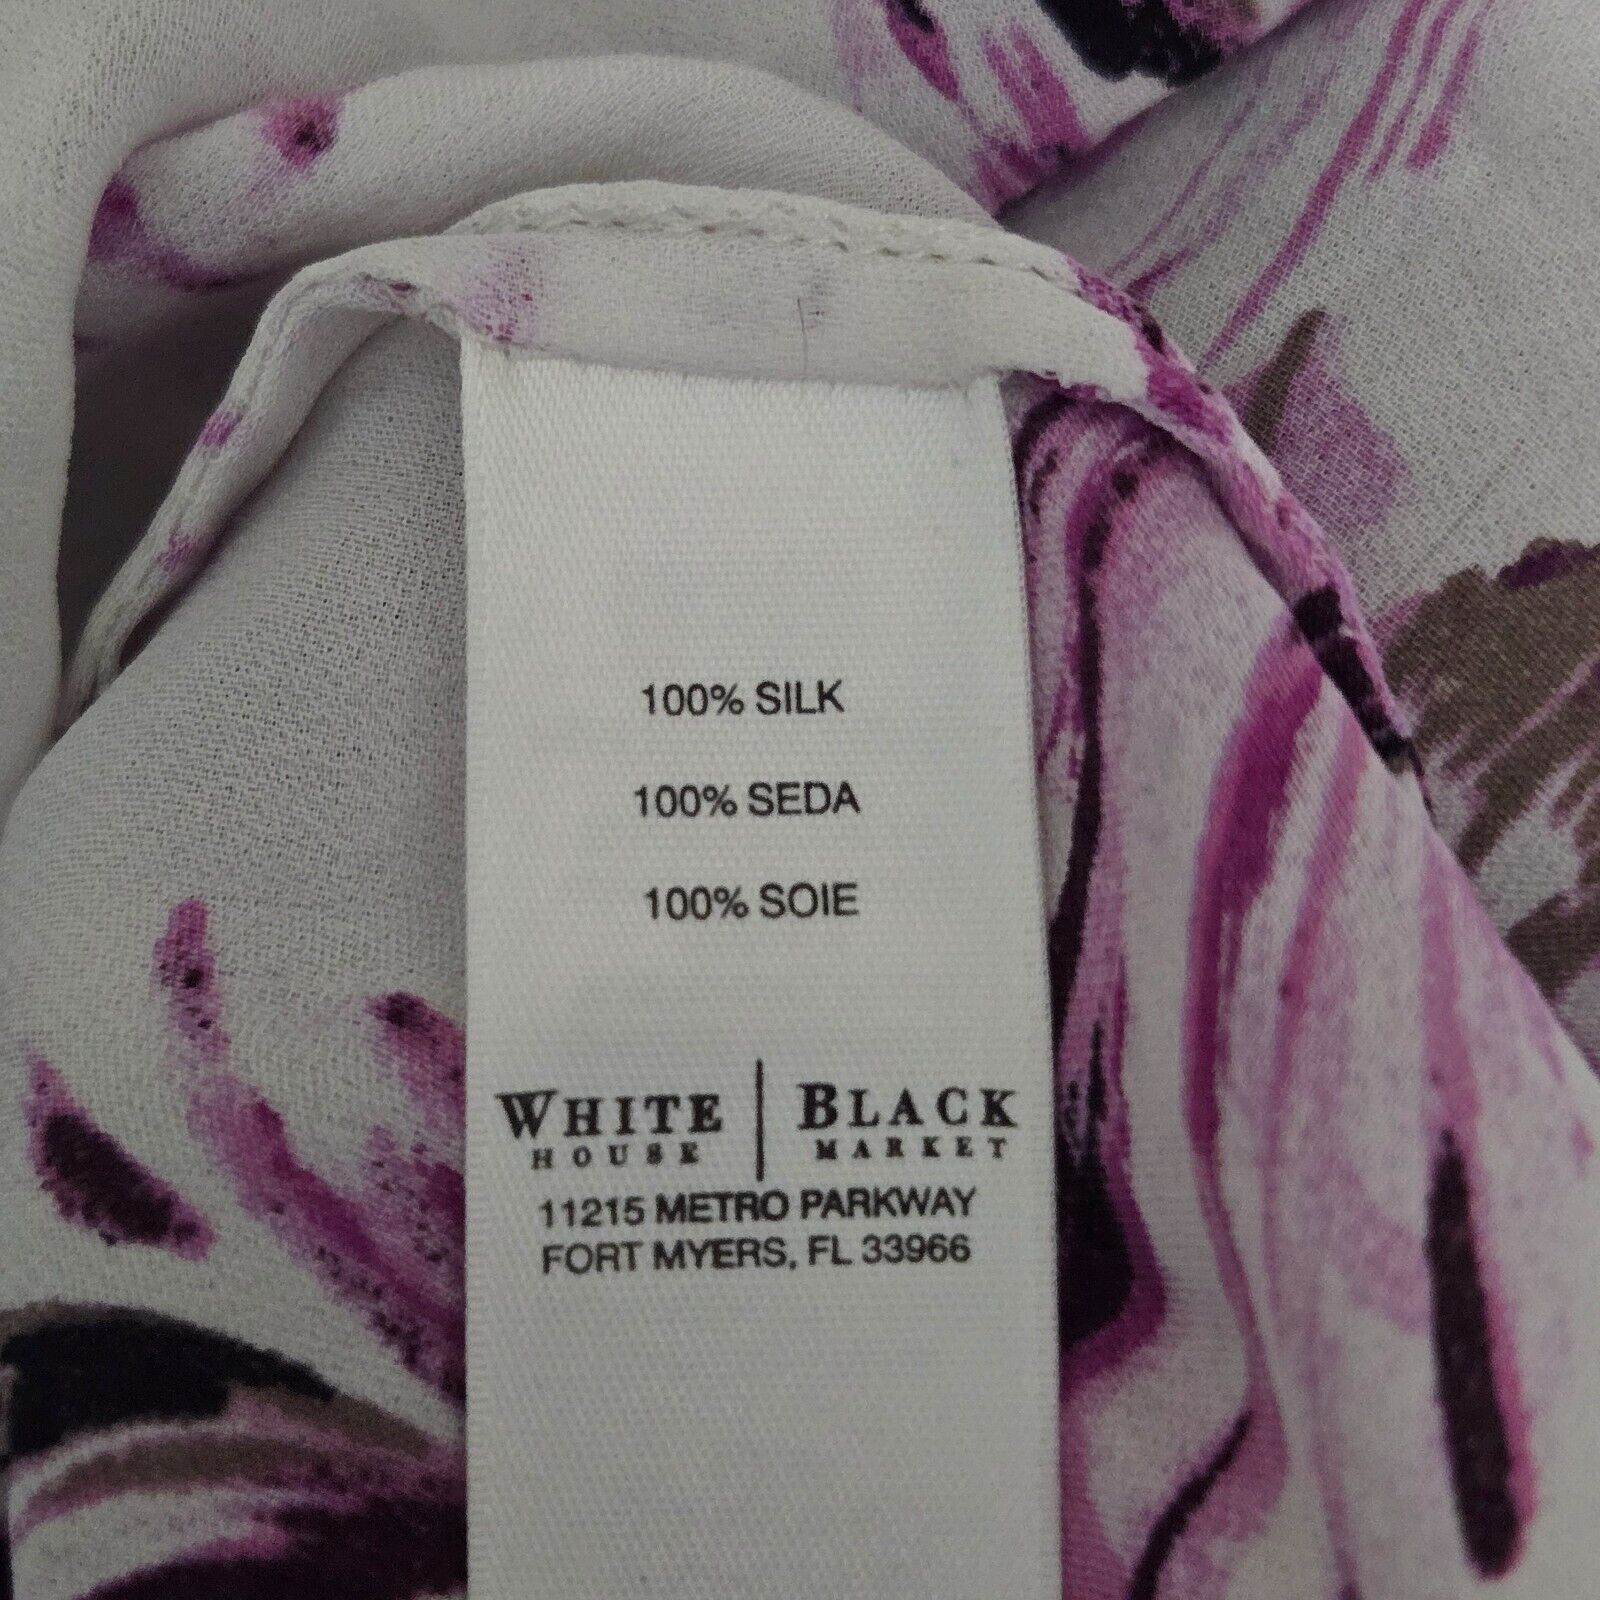 100% SILK
100% SEDA
100% SOIE
WHITE | BLACK
HOUSE MARKET
11215 METRO PARKWAY
FORT MYERS, FL 33966